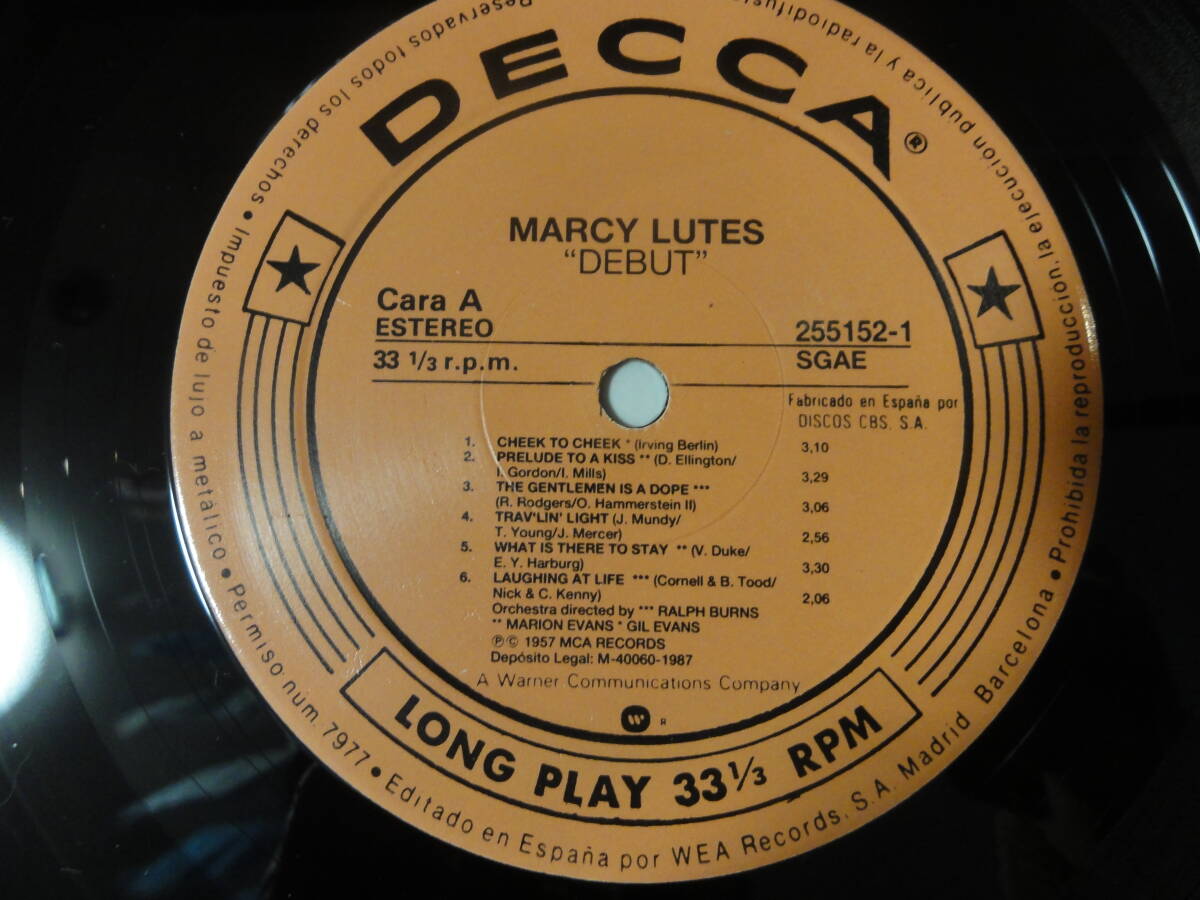 DECCA®
MARCY LUTES
"DEBUT"
Cara A
ESTEREO
33 1/3 r.p.m.
255152-1
SGAE
Fabricado en España por
DISCOS CBS. S.A.
1. CHEEK TO CHEEK * (Irving Berlin) 3,10
2. PRELUDE TO A KISS ** (D. Ellington/
I. Gordon/I. Mills) 3,29
3. THE GENTLEMEN IS A DOPE ***
(R. Rodgers/O. Hammerstein II) 3,06
4. TRAV'LIN' LIGHT (J. Mundy/
T. Young/J. Mercer) 2,56
5. WHAT IS THERE TO STAY ** (V. Duke/
E. Y. Harburg) 3,30
6. LAUGHING AT LIFE *** (Cornell & B. Tood/
Nick & C. Kenny) 2,06
Orchestra directed by *** RALPH BURNS
** MARION EVANS * GIL EVANS
℗© 1957 MCA RECORDS
Depósito Legal: M-40060-1987
A Warner Communications Company
R
LONG PLAY 33 1/3 RPM
Reservados todos los derechos • Impuesto de lujo a metálico • Permiso núm. 7977 • Editado en España por WEA Records, S.A. Madrid Barcelona • Prohibida la reproducción, la ejecución publica y la radiodifus